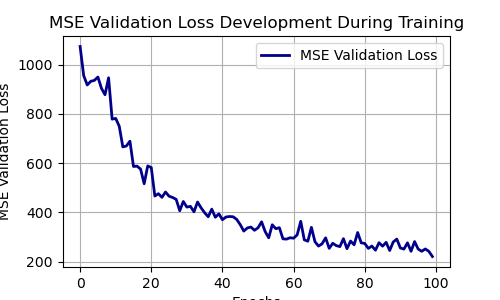 MSE Validation Loss Development During Training
MSE Validation Loss
1000
800
600
400
200
0
20
40
60
80
100
MSE Validation Loss
Epochs